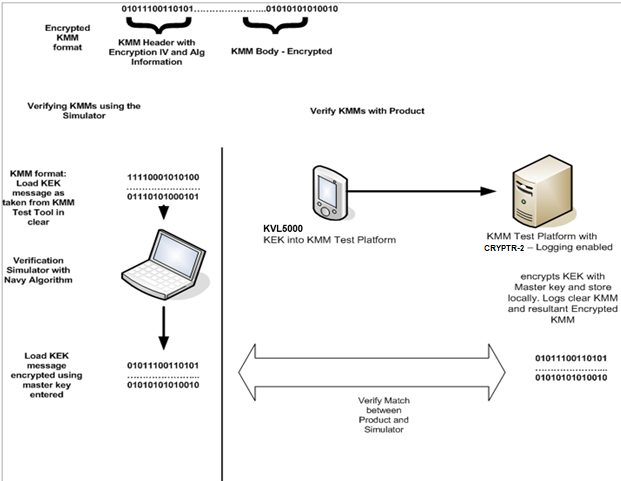 01011100110101……………………...01010101010010
Encrypted
KMM
format
KMM Header with
Encryption IV and Alg
Information
KMM Body - Encrypted
Verifying KMMs using the
Simulator
Verify KMMs with Product
KMM format:
Load KEK
message as
taken from KMM
Test Tool in
clear
11110001010100
…………………..
01110101000101
KVL5000
KEK into KMM Test Platform
KMM Test Platform with
CRYPTR-2 – Logging enabled
Verification
Simulator with
Navy Algorithm
encrypts KEK with
Master key and store
locally. Logs clear KMM
and resultant Encrypted
KMM
Load KEK
message
encrypted using
master key
entered
01011100110101
…………………...
01010101010010
01011100110101
…………………...
01010101010010
Verify Match
between
Product and
Simulator